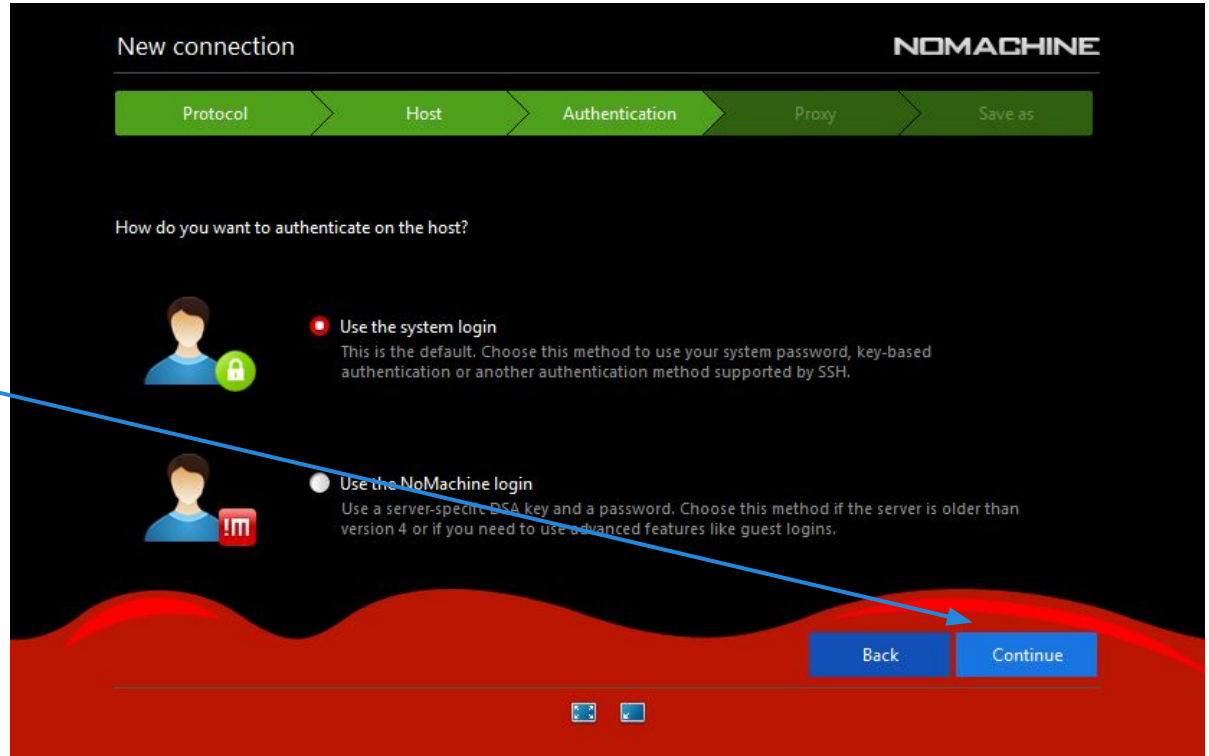 New connection
NOMACHINE
Protocol
Host
Authentication
Proxy
Save as
How do you want to authenticate on the host?
Use the system login
This is the default. Choose this method to use your system password, key-based
authentication or another authentication method supported by SSH.
Use the NoMachine login
Use a server-specific DSA key and a password. Choose this method if the server is older than
version 4 or if you need to use advanced features like guest logins.
!m
Back
Continue